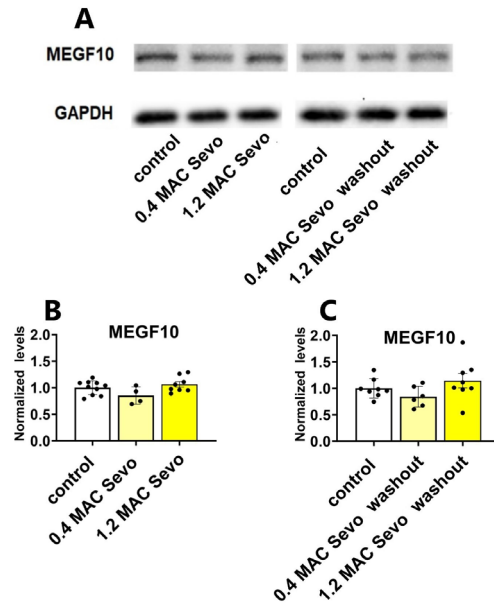 A
MEGF10
GAPDH
control
0.4 MAC Sevo
1.2 MAC Sevo
control
0.4 MAC Sevo washout
1.2 MAC Sevo washout
B
MEGF10
Normalized levels
2.0
1.5
1.0
0.5
0.0
control
0.4 MAC Sevo
1.2 MAC Sevo
C
MEGF10
Normalized levels
2.0
1.5
1.0
0.5
0.0
control
0.4 MAC Sevo washout
1.2 MAC Sevo washout